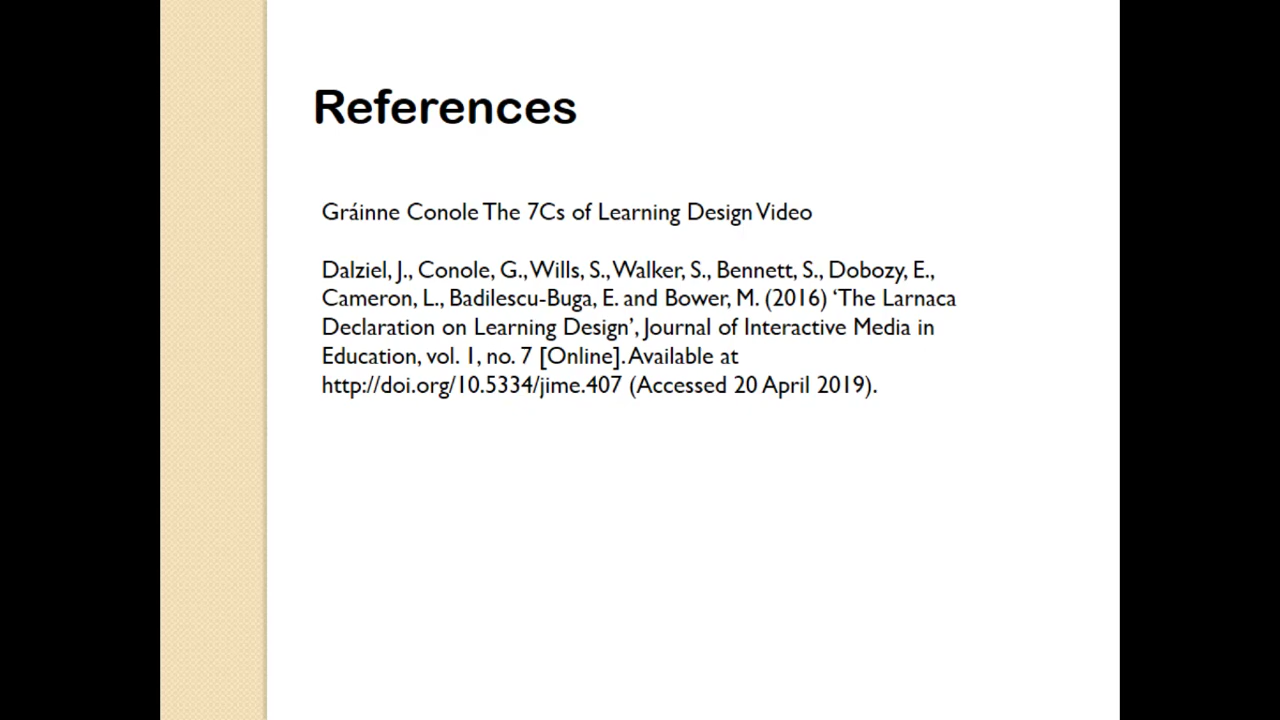 References
Gráinne Conole The 7Cs of Learning Design Video
Dalziel, J., Conole, G., Wills, S., Walker, S., Bennett, S., Dobozy, E.,
Cameron, L., Badilescu-Buga, E. and Bower, M. (2016) ‘The Larnaca
Declaration on Learning Design’, Journal of Interactive Media in
Education, vol. 1, no. 7 [Online]. Available at
http://doi.org/10.5334/jime.407 (Accessed 20 April 2019).